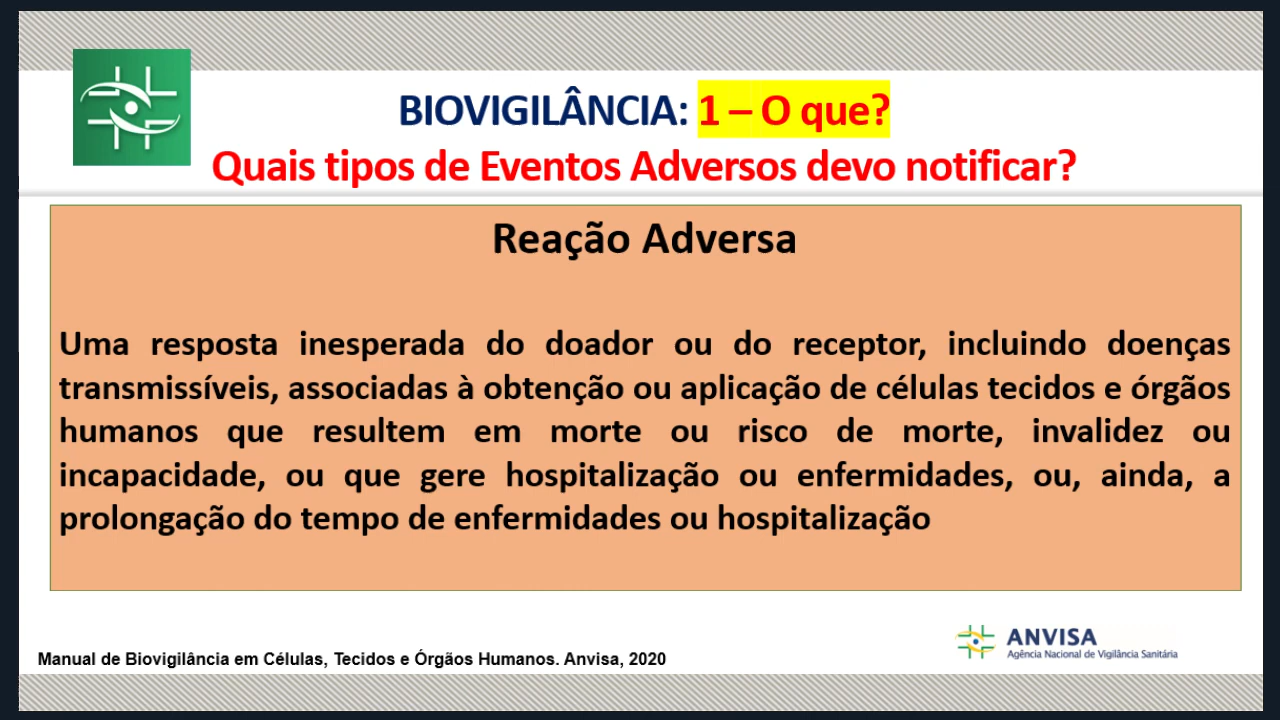 BIOVIGILÂNCIA: 1 – O que?
Quais tipos de Eventos Adversos devo notificar?
Reação Adversa
Uma resposta inesperada do doador ou do receptor, incluindo doenças
transmissíveis, associadas à obtenção ou aplicação de células tecidos e órgãos
humanos que resultem em morte ou risco de morte, invalidez ou
incapacidade, ou que gere hospitalização ou enfermidades, ou, ainda, a
prolongação do tempo de enfermidades ou hospitalização
ANVISA
Agência Nacional de Vigilância Sanitária
Manual de Biovigilância em Células, Tecidos e Órgãos Humanos. Anvisa, 2020